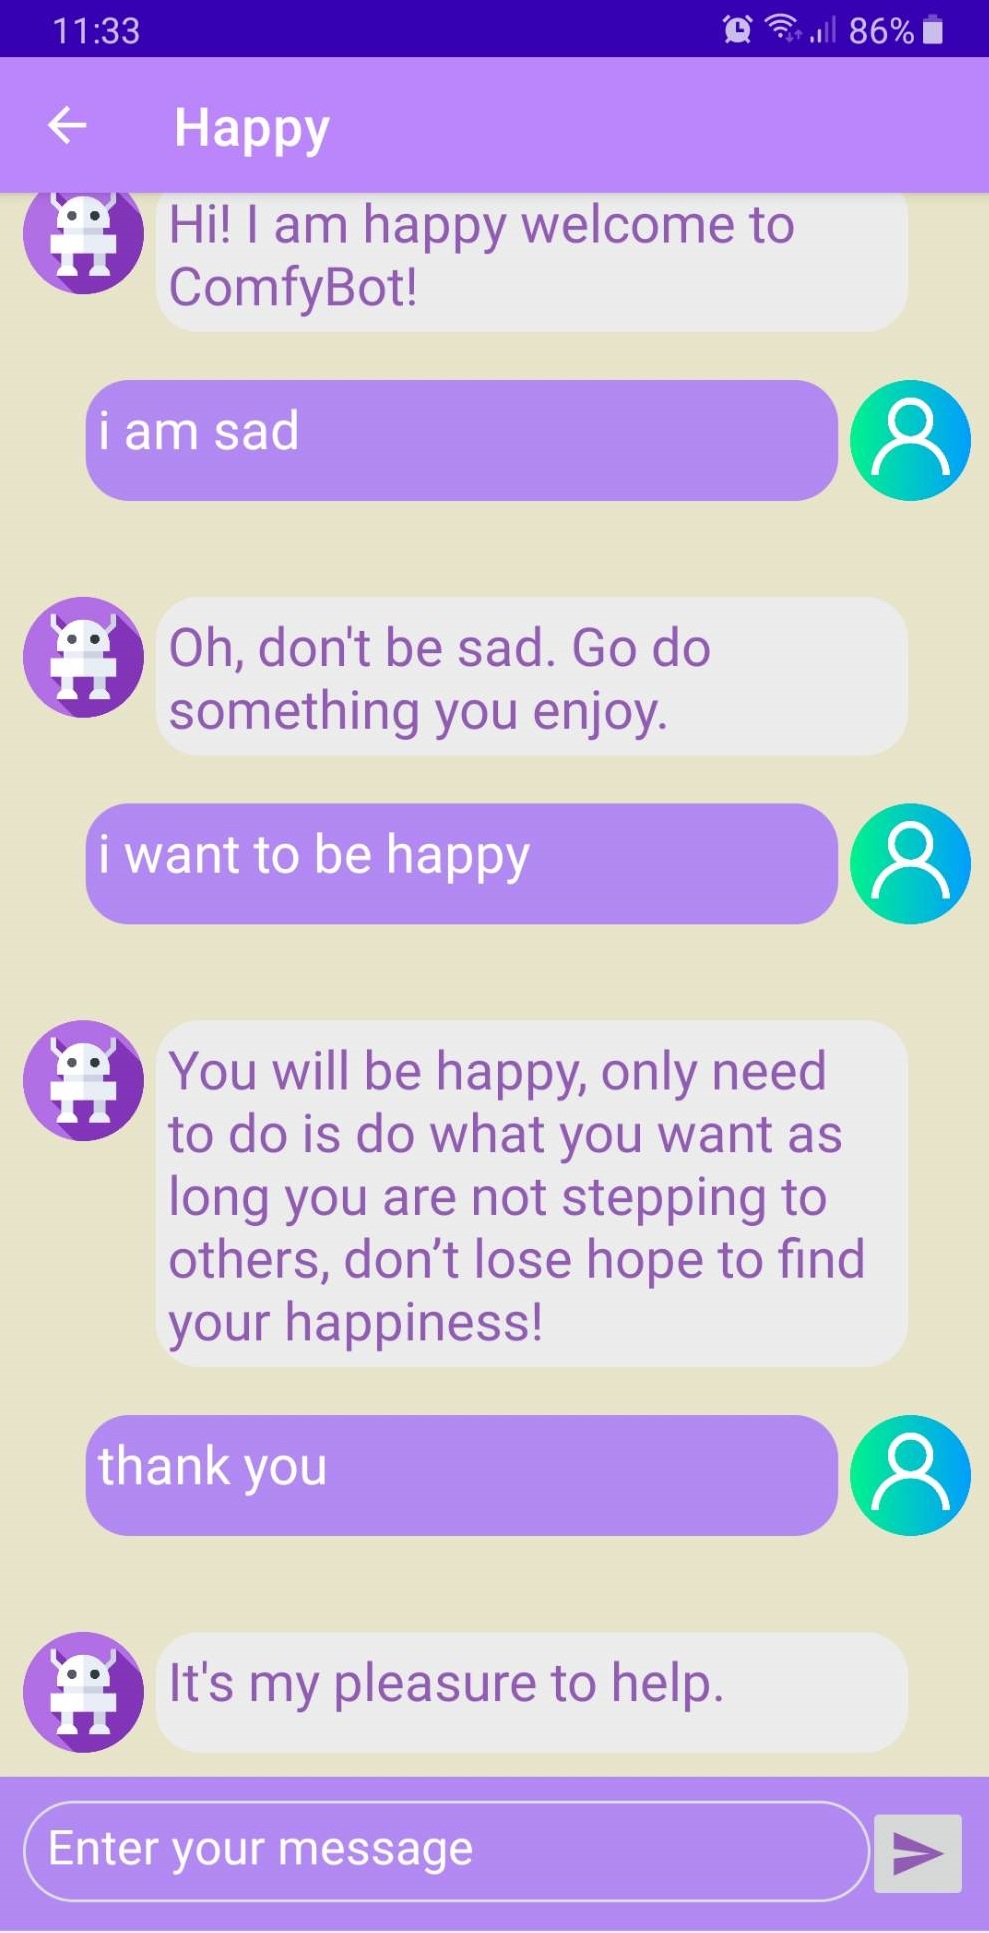 11:33
86%
Happy
Hi! I am happy welcome to
ComfyBot!
i am sad
Oh, don't be sad. Go do
something you enjoy.
i want to be happy
You will be happy, only need
to do is do what you want as
long you are not stepping to
others, don’t lose hope to find
your happiness!
thank you
It's my pleasure to help.
Enter your message